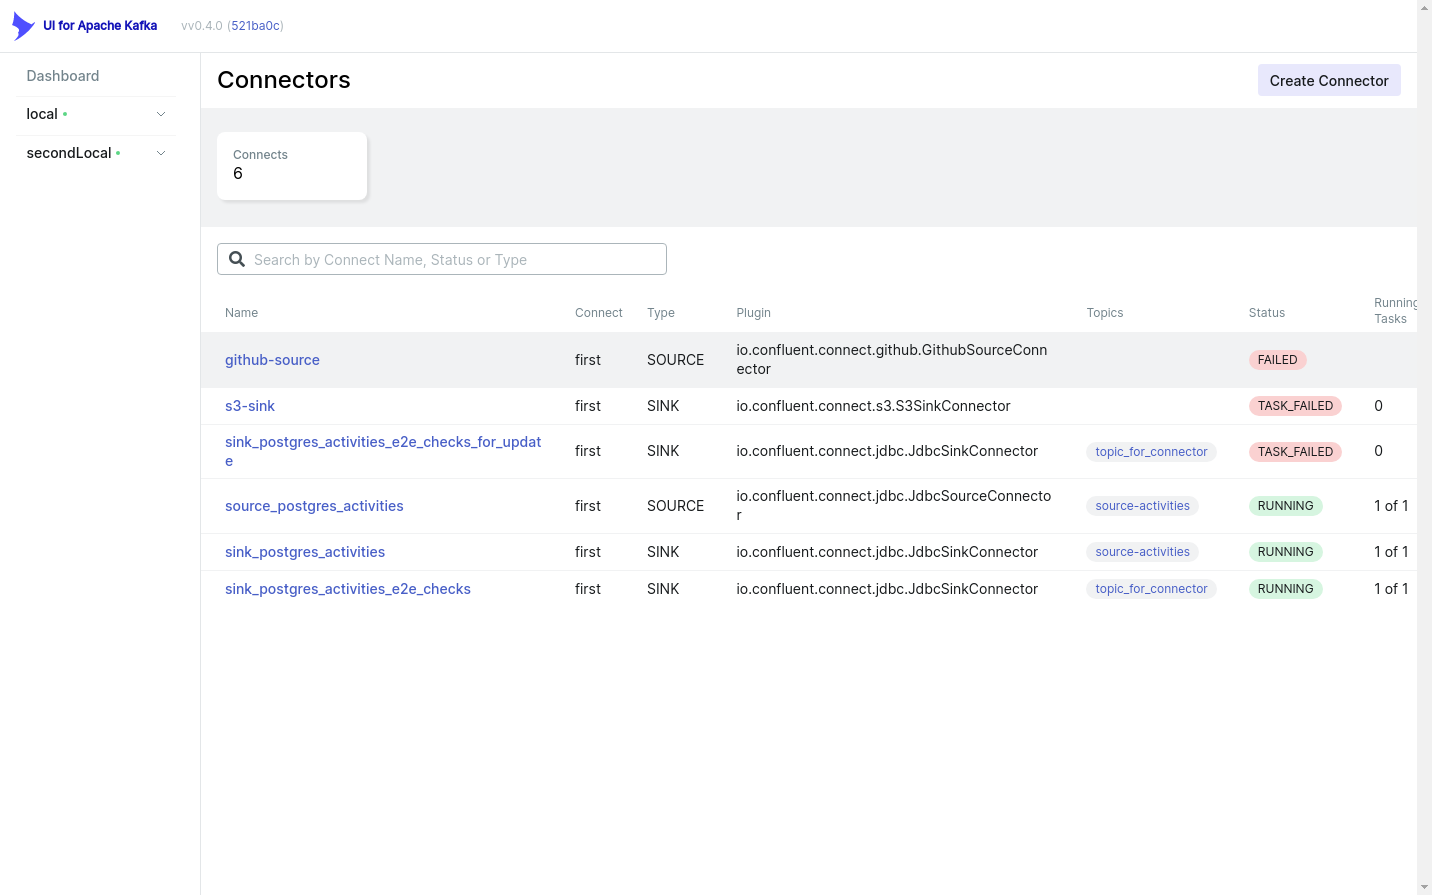 UI for Apache Kafka vv0.4.0 (521ba0c)
Dashboard
local
secondLocal
Connectors
Create Connector
Connects
6
Search by Connect Name, Status or Type
Name Connect Type Plugin Topics Status Running
Tasks
github-source first SOURCE io.confluent.connect.github.GithubSourceConn
ector FAILED
s3-sink first SINK io.confluent.connect.s3.S3SinkConnector TASK_FAILED 0
sink_postgres_activities_e2e_checks_for_updat
e first SINK io.confluent.connect.jdbc.JdbcSinkConnector topic_for_connector TASK_FAILED 0
source_postgres_activities first SOURCE io.confluent.connect.jdbc.JdbcSourceConnecto
r source-activities RUNNING 1 of 1
sink_postgres_activities first SINK io.confluent.connect.jdbc.JdbcSinkConnector source-activities RUNNING 1 of 1
sink_postgres_activities_e2e_checks first SINK io.confluent.connect.jdbc.JdbcSinkConnector topic_for_connector RUNNING 1 of 1